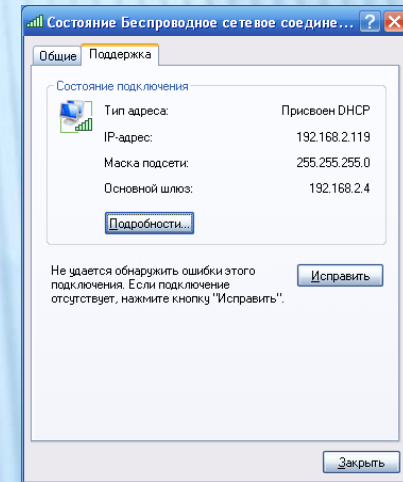 Состояние Беспроводное сетевое соедине...
Общие Поддержка
Состояние подключения
Тип адреса: Присвоен DHCP
IP-адрес: 192.168.2.119
Маска подсети: 255.255.255.0
Основной шлюз: 192.168.2.4
Подробности...
Не удается обнаружить ошибки этого
подключения. Если подключение
отсутствует, нажмите кнопку "Исправить".
Исправить
Закрыть